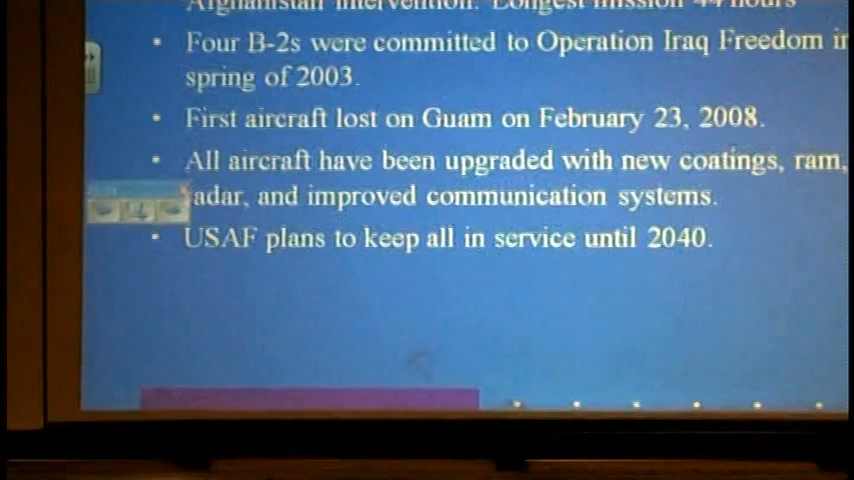 Afghanistan intervention. Longest mission 44 hours
• Four B-2s were committed to Operation Iraq Freedom in
spring of 2003.
• First aircraft lost on Guam on February 23, 2008.
• All aircraft have been upgraded with new coatings, ram,
radar, and improved communication systems.
• USAF plans to keep all in service until 2040.